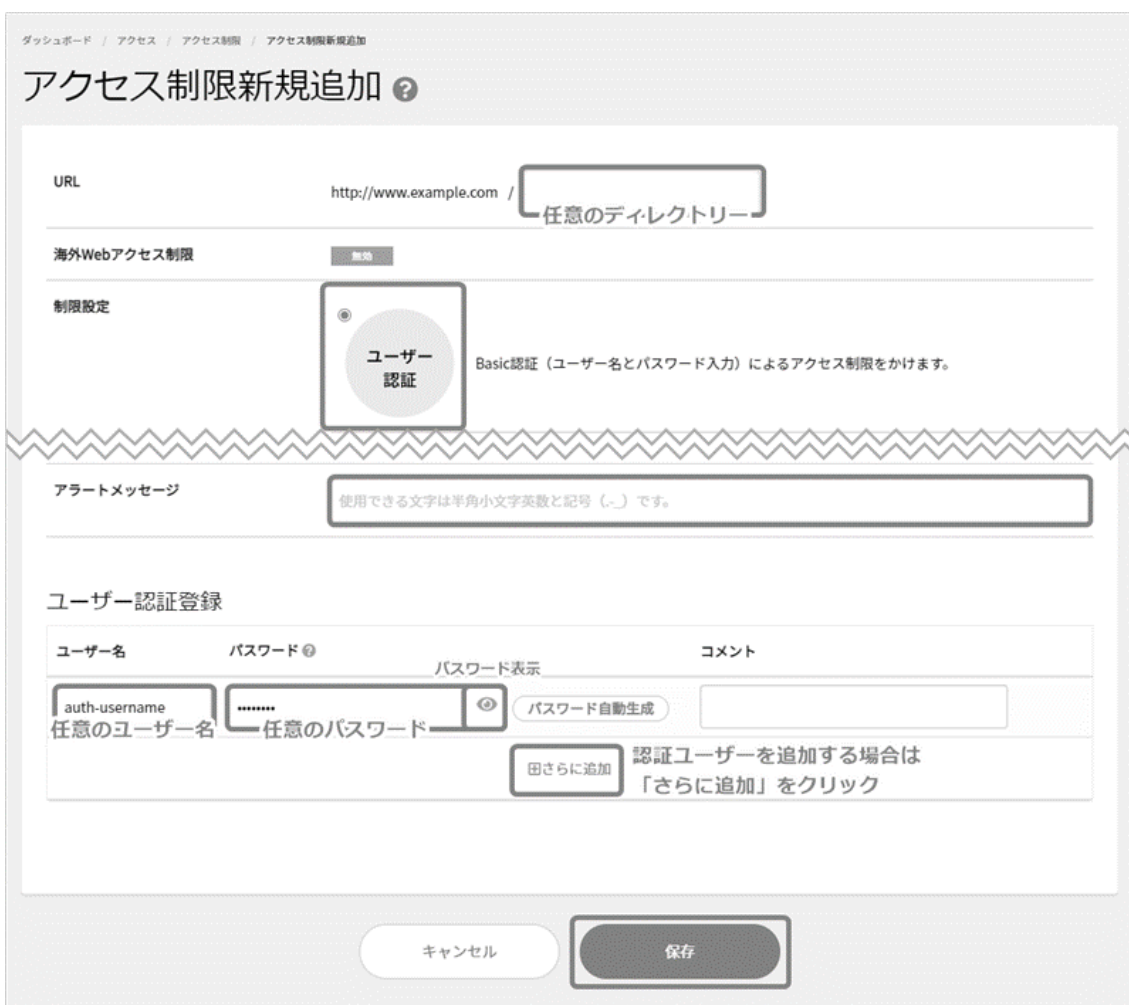 ダッシュボード / アクセス / アクセス制限 / アクセス制限新規追加
アクセス制限新規追加 ?
URL
http://www.example.com /
任意のディレクトリー
海外Webアクセス制限
無効
制限設定
ユーザー
認証
Basic認証（ユーザー名とパスワード入力）によるアクセス制限をかけます。
アラートメッセージ
使用できる文字は半角小文字英数と記号（.-_）です。
ユーザー認証登録
ユーザー名 パスワード ? コメント
パスワード表示
auth-username •••••••• パスワード自動生成
任意のユーザー名 任意のパスワード
さらに追加
認証ユーザーを追加する場合は
「さらに追加」をクリック
キャンセル 保存